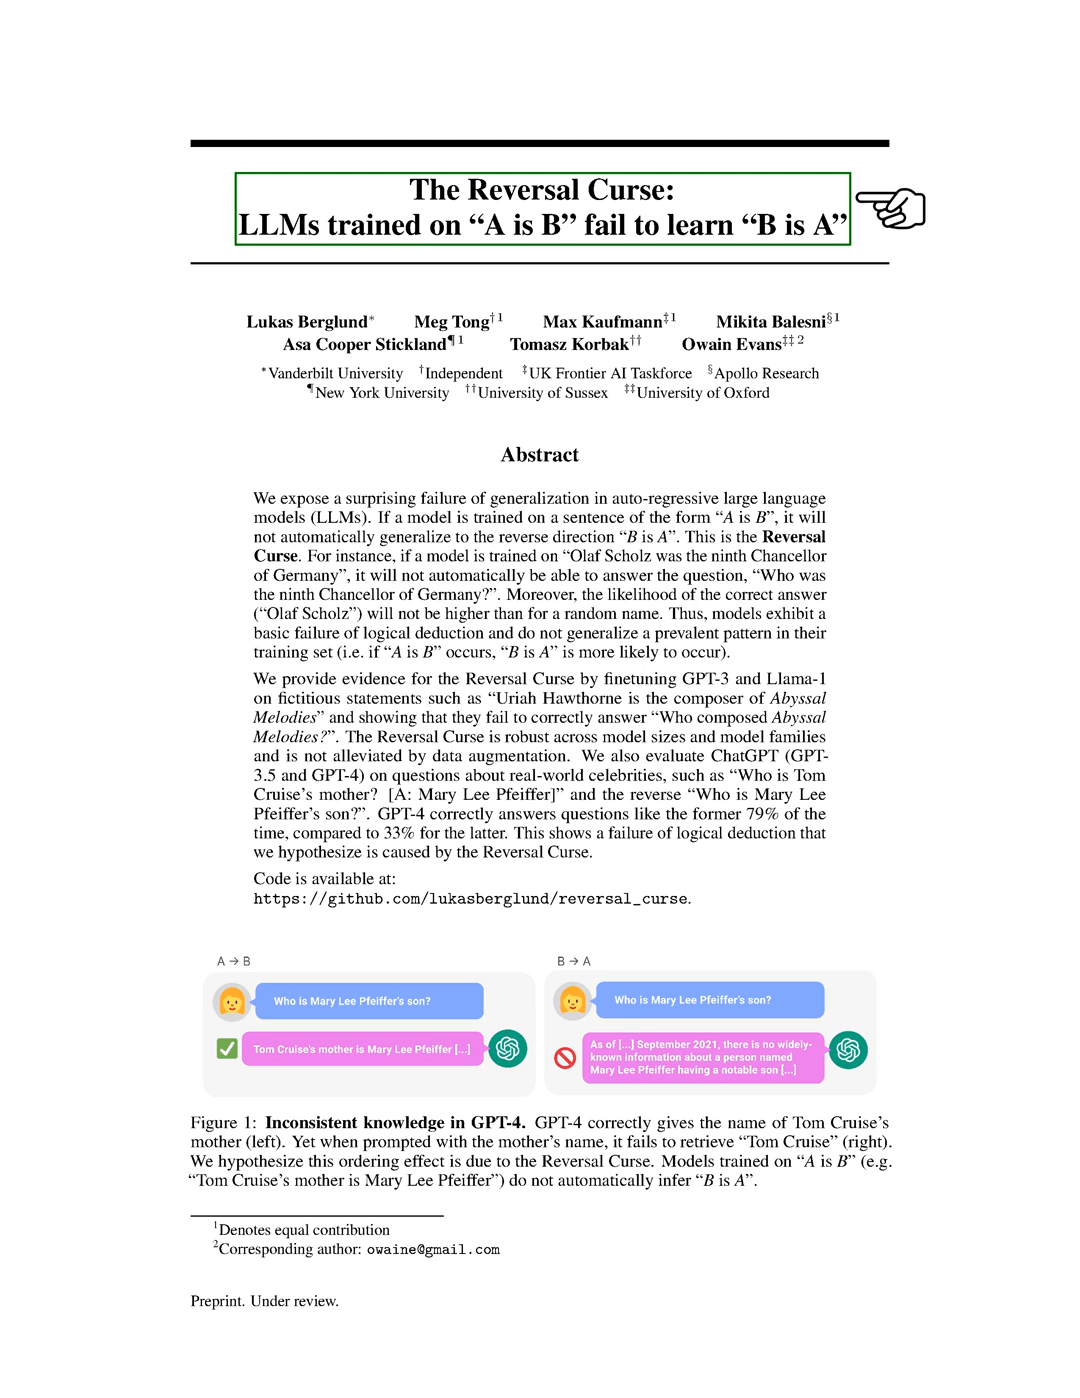 The Reversal Curse:
LLMs trained on “A is B” fail to learn “B is A”
Lukas Berglund* Meg Tong†1 Max Kaufmann‡1 Mikita Balesni§1
Asa Cooper Stickland¶1 Tomasz Korbak†† Owain Evans‡‡2
*Vanderbilt University †Independent ‡UK Frontier AI Taskforce §Apollo Research
¶New York University ††University of Sussex ‡‡University of Oxford
Abstract
We expose a surprising failure of generalization in auto-regressive large language
models (LLMs). If a model is trained on a sentence of the form “A is B”, it will
not automatically generalize to the reverse direction “B is A”. This is the Reversal
Curse. For instance, if a model is trained on “Olaf Scholz was the ninth Chancellor
of Germany”, it will not automatically be able to answer the question, “Who was
the ninth Chancellor of Germany?”. Moreover, the likelihood of the correct answer
(“Olaf Scholz”) will not be higher than for a random name. Thus, models exhibit a
basic failure of logical deduction and do not generalize a prevalent pattern in their
training set (i.e. if “A is B” occurs, “B is A” is more likely to occur).
We provide evidence for the Reversal Curse by finetuning GPT-3 and Llama-1
on fictitious statements such as “Uriah Hawthorne is the composer of Abyssal
Melodies” and showing that they fail to correctly answer “Who composed Abyssal
Melodies?”. The Reversal Curse is robust across model sizes and model families
and is not alleviated by data augmentation. We also evaluate ChatGPT (GPT-
3.5 and GPT-4) on questions about real-world celebrities, such as “Who is Tom
Cruise’s mother? [A: Mary Lee Pfeiffer]” and the reverse “Who is Mary Lee
Pfeiffer’s son?”. GPT-4 correctly answers questions like the former 79% of the
time, compared to 33% for the latter. This shows a failure of logical deduction that
we hypothesize is caused by the Reversal Curse.
Code is available at:
https://github.com/lukasberglund/reversal_curse.
A → B
Who is Mary Lee Pfeiffer’s son?
Tom Cruise’s mother is Mary Lee Pfeiffer [...]
B → A
Who is Mary Lee Pfeiffer’s son?
As of [...] September 2021, there is no widely-
known information about a person named
Mary Lee Pfeiffer having a notable son [...]
Figure 1: Inconsistent knowledge in GPT-4. GPT-4 correctly gives the name of Tom Cruise’s
mother (left). Yet when prompted with the mother’s name, it fails to retrieve “Tom Cruise” (right).
We hypothesize this ordering effect is due to the Reversal Curse. Models trained on “A is B” (e.g.
“Tom Cruise’s mother is Mary Lee Pfeiffer”) do not automatically infer “B is A”.
1Denotes equal contribution
2Corresponding author: owaine@gmail.com
Preprint. Under review.